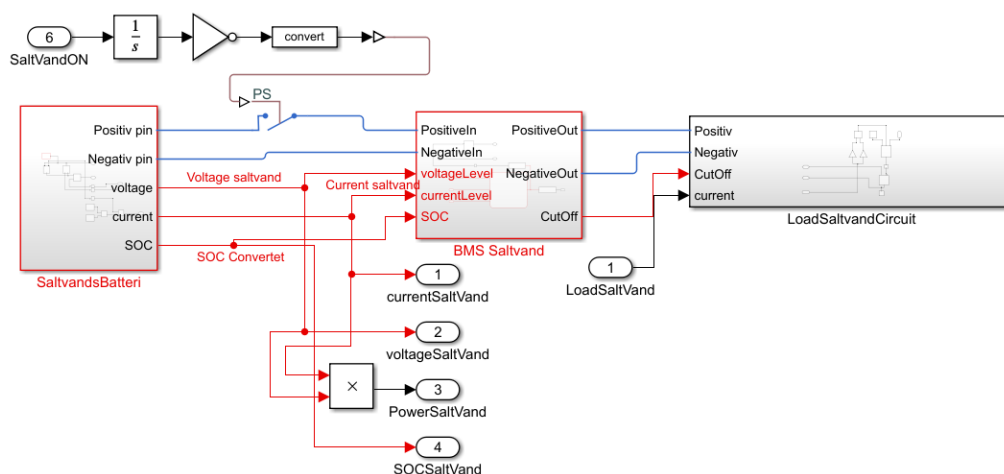 6
SaltVandON
1
s
convert
PS
Positiv pin
Negativ pin
voltage
current
SOC
SaltvandsBatteri
Voltage saltvand
Current saltvand
SOC Convertet
PositiveIn
NegativeIn
voltageLevel
currentLevel
SOC
PositiveOut
NegativeOut
CutOff
BMS Saltvand
Positiv
Negativ
CutOff
current
LoadSaltvandCircuit
1
LoadSaltVand
1
currentSaltVand
2
voltageSaltVand
×
3
PowerSaltVand
4
SOCSaltVand